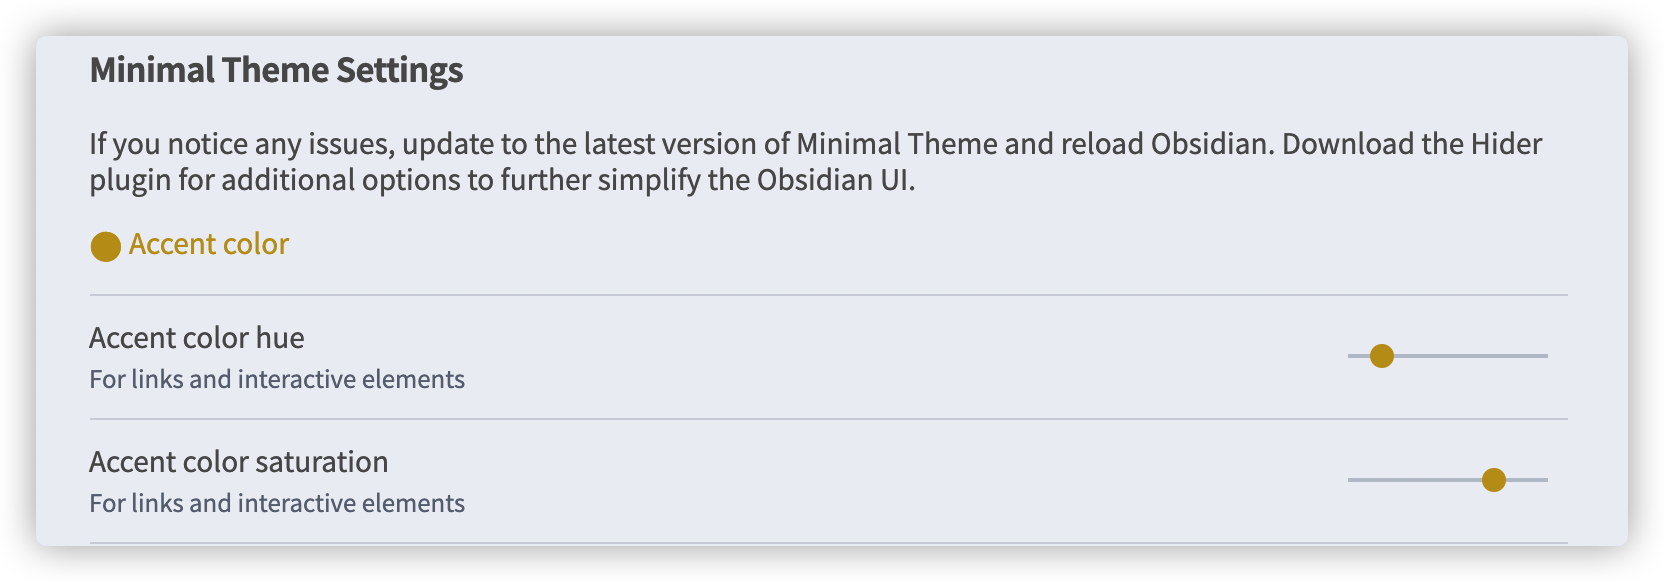 Minimal Theme Settings
If you notice any issues, update to the latest version of Minimal Theme and reload Obsidian. Download the Hider
plugin for additional options to further simplify the Obsidian UI.
Accent color
Accent color hue
For links and interactive elements
Accent color saturation
For links and interactive elements